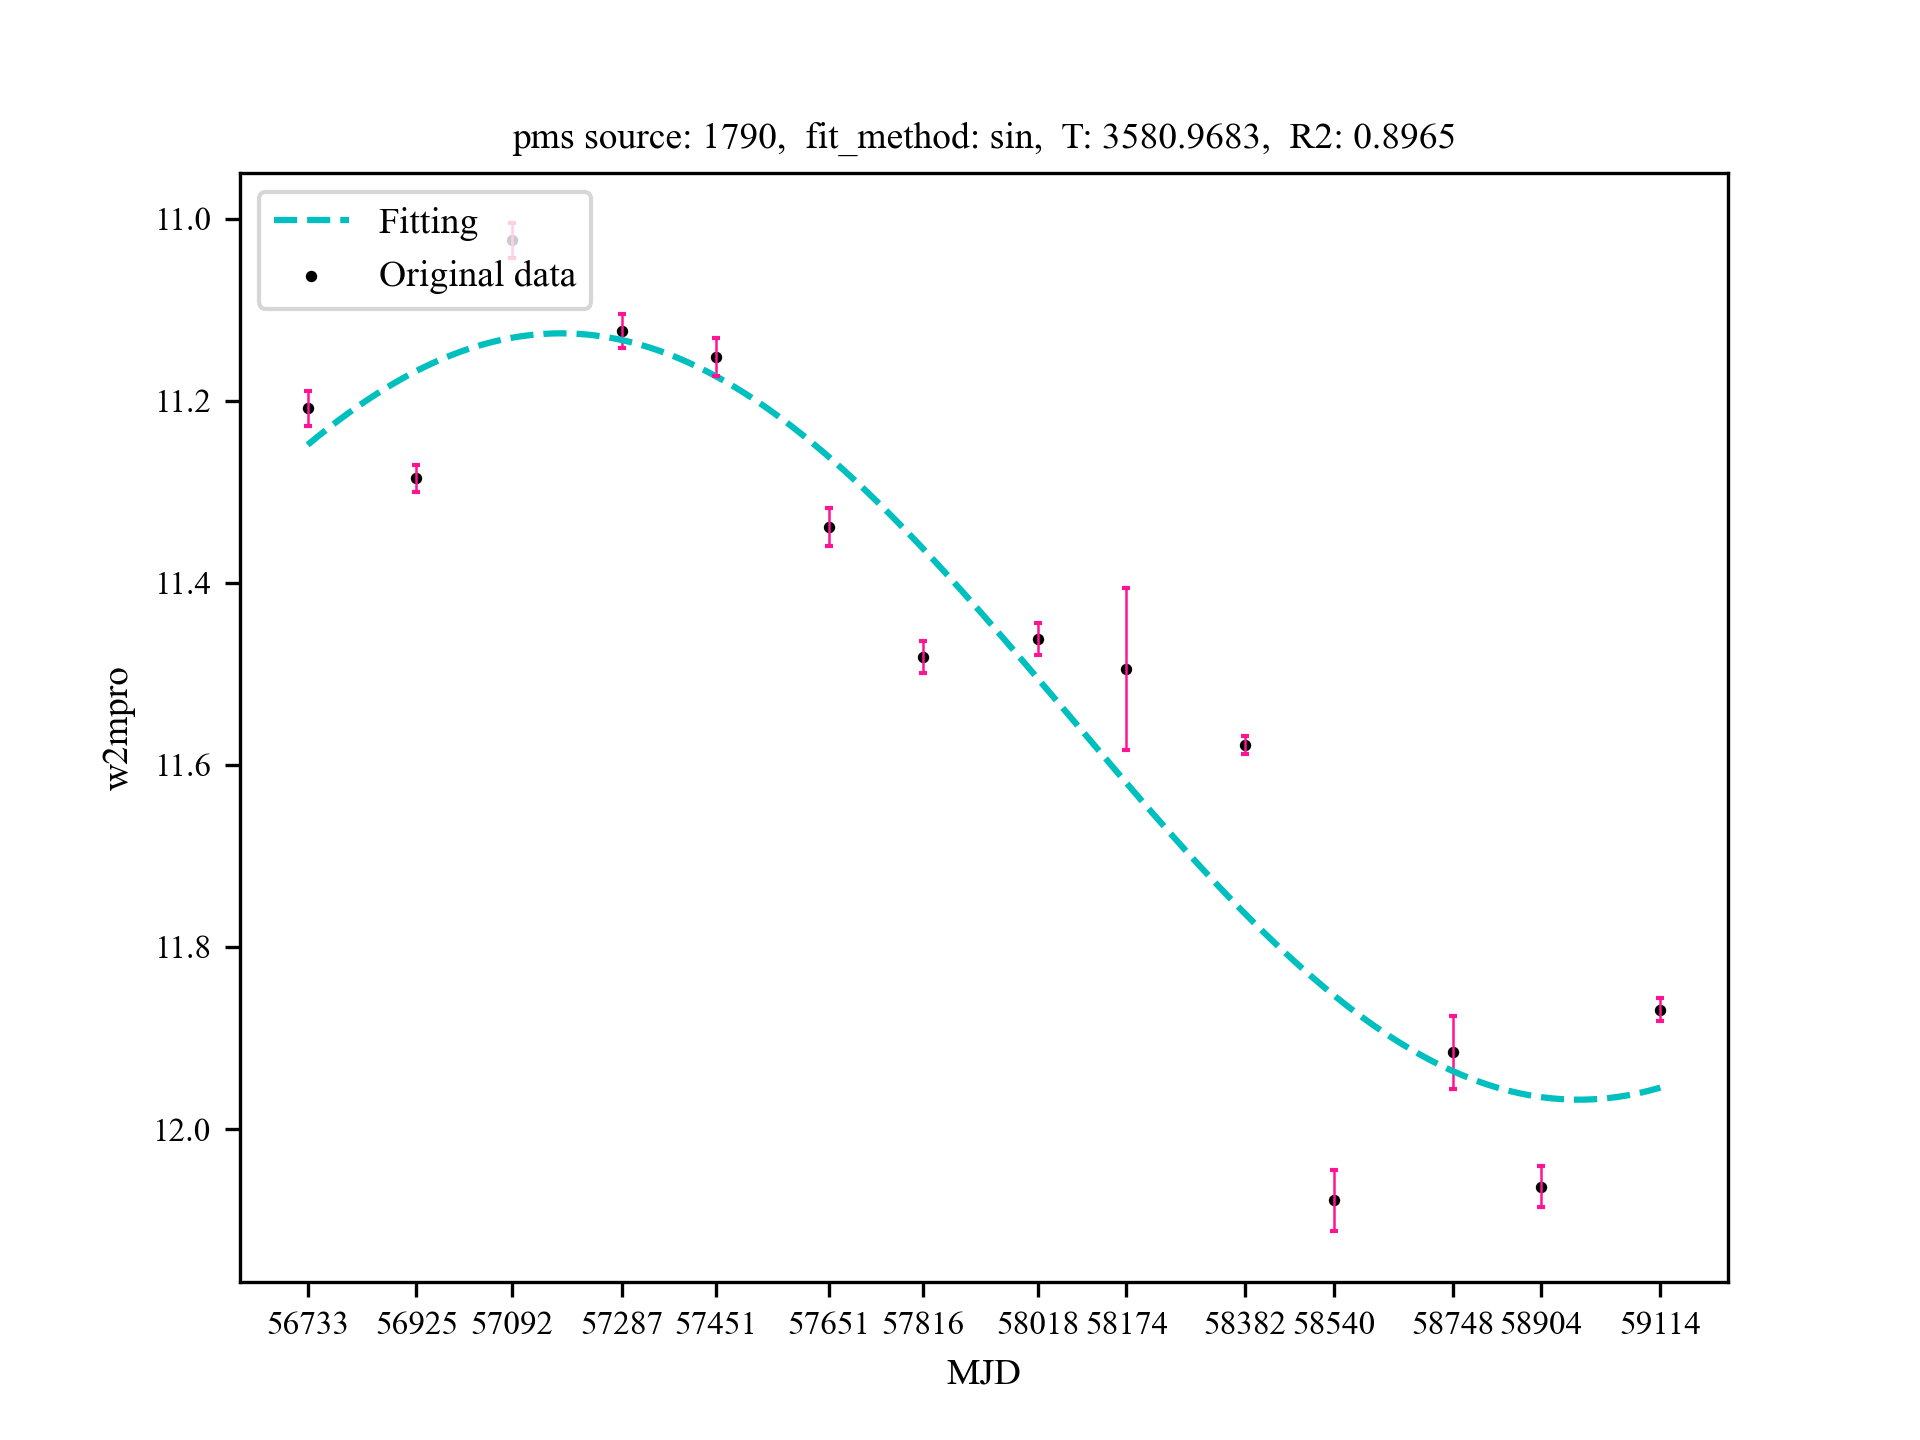 pms source: 1790,  fit_method: sin,  T: 3580.9683,  R2: 0.8965
Fitting
Original data
11.0
11.2
11.4
11.6
11.8
12.0
w2mpro
56733 56925 57092 57287 57451 57651 57816 58018 58174 58382 58540 58748 58904 59114
MJD